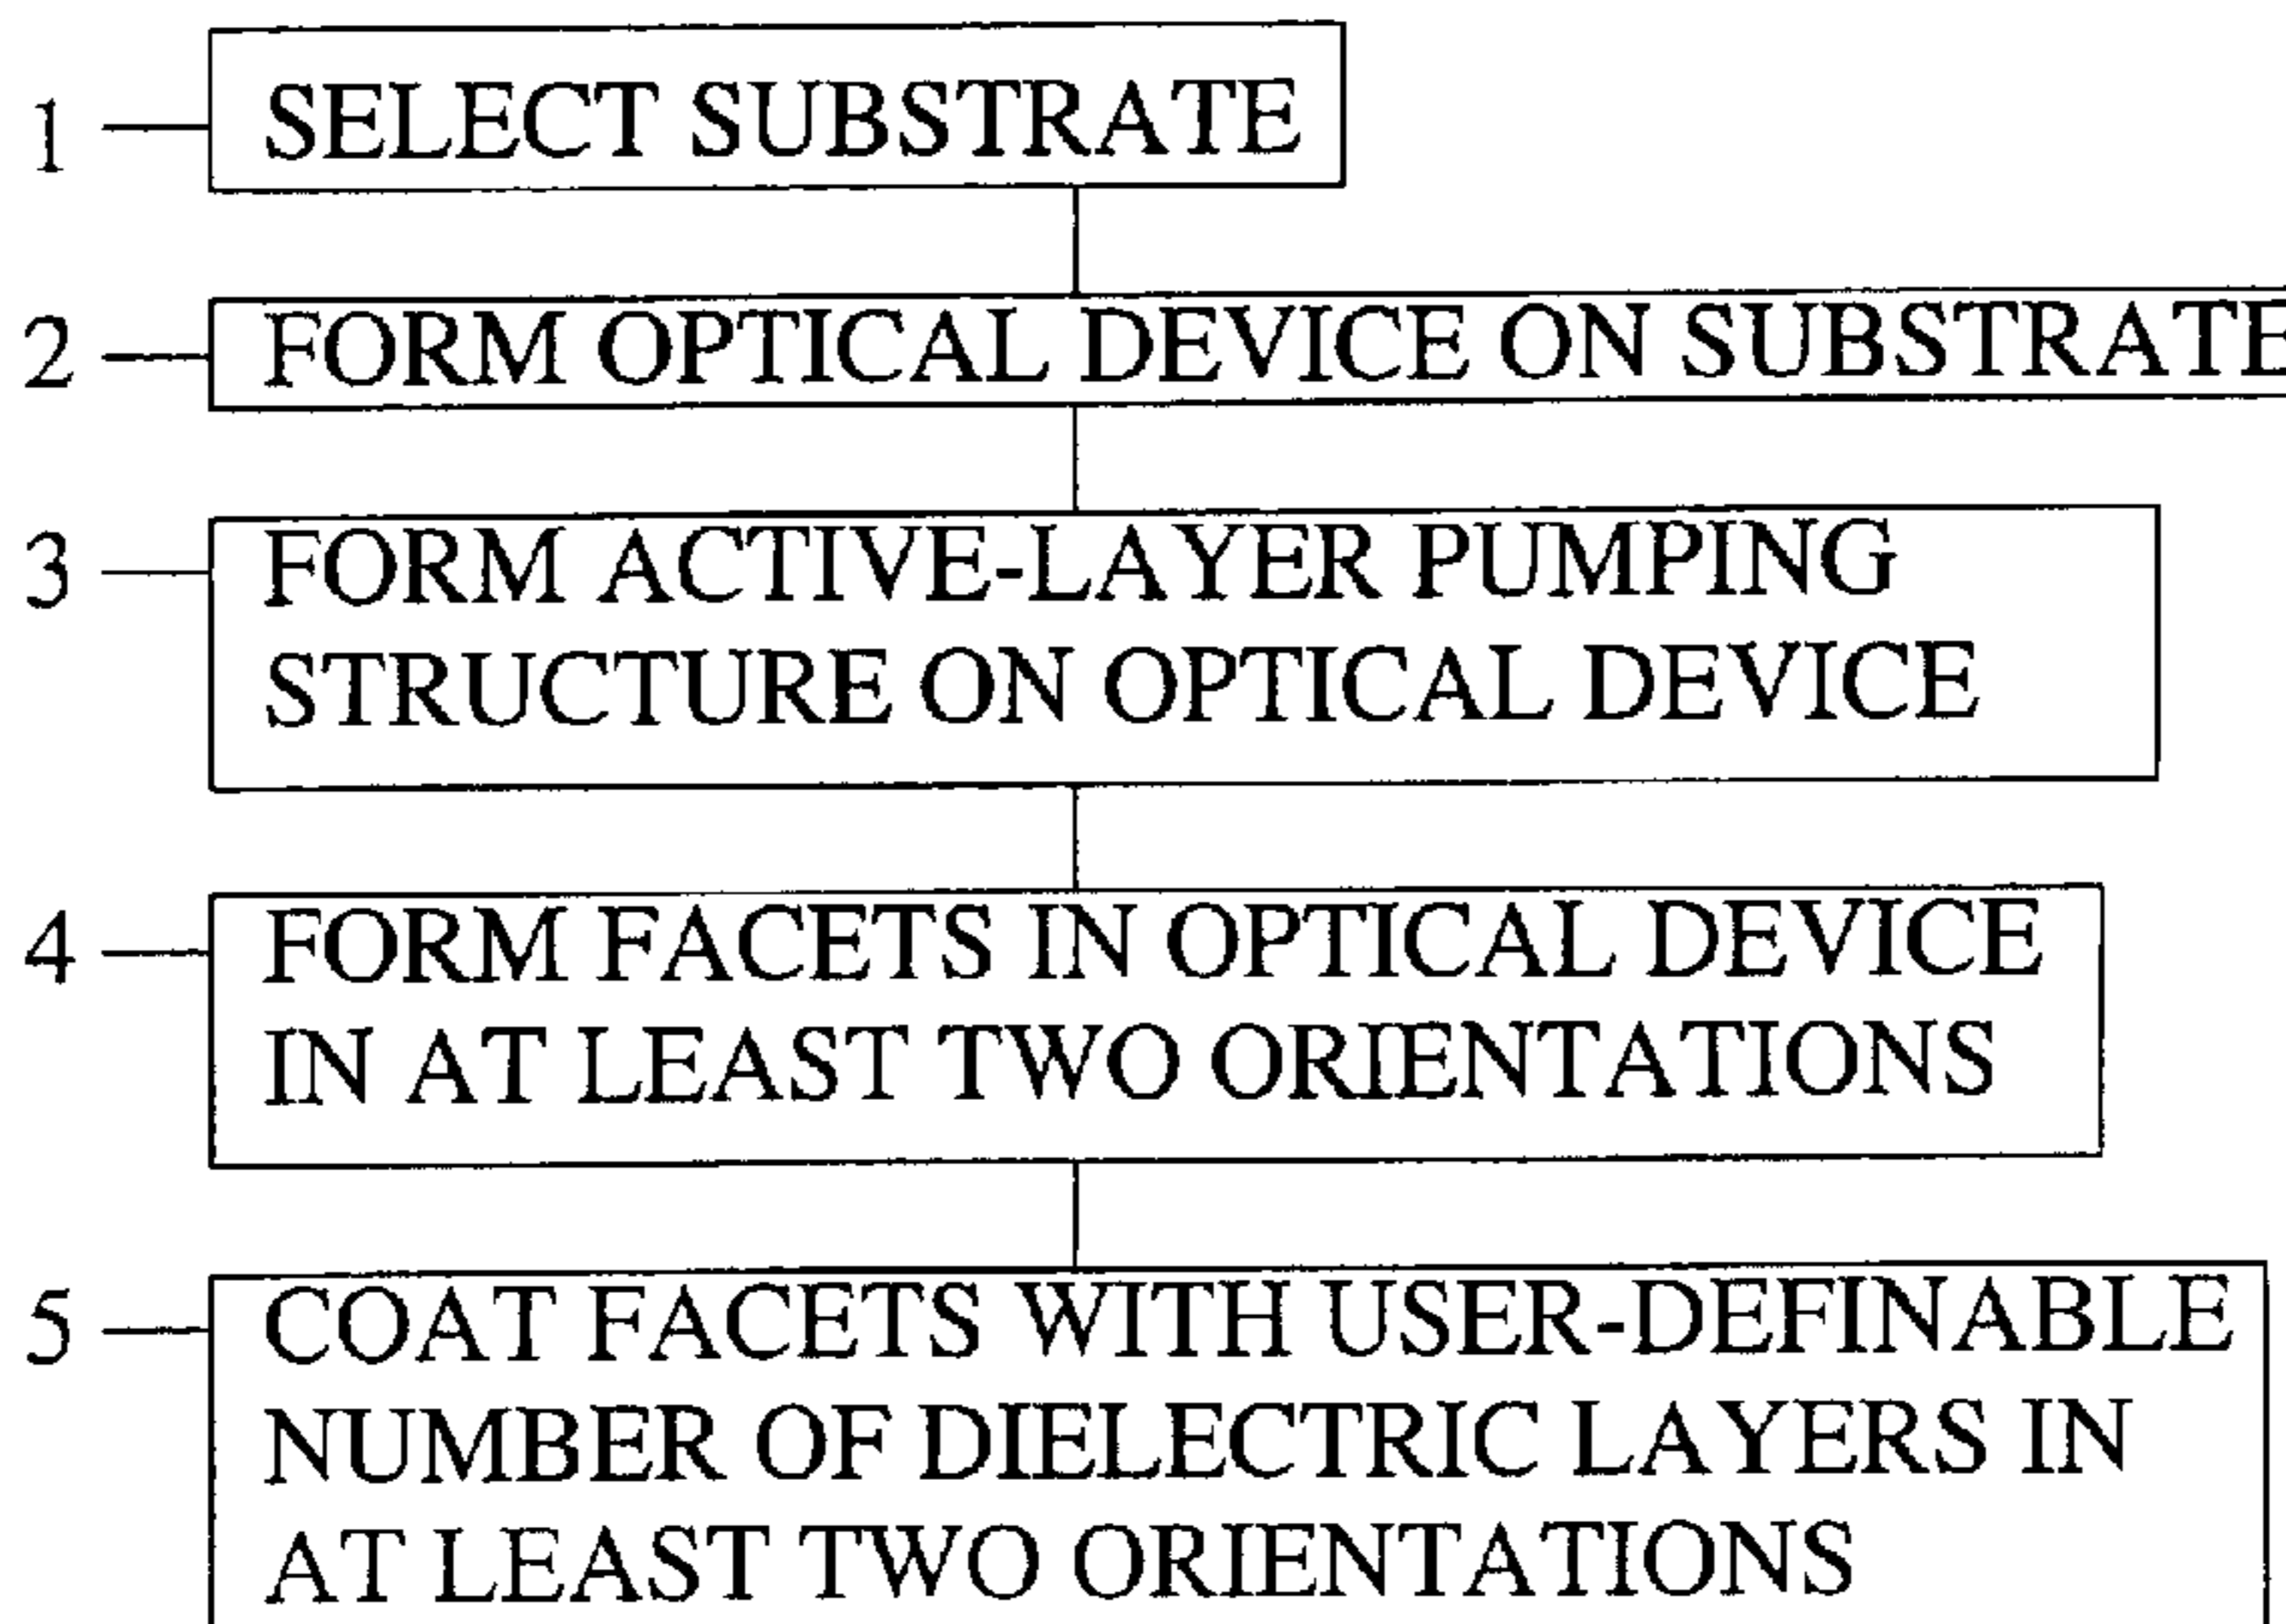 1 SELECT SUBSTRATE
2 FORM OPTICAL DEVICE ON SUBSTRATE
3 FORM ACTIVE-LAYER PUMPING
STRUCTURE ON OPTICAL DEVICE
4 FORM FACETS IN OPTICAL DEVICE
IN AT LEAST TWO ORIENTATIONS
5 COAT FACETS WITH USER-DEFINABLE
NUMBER OF DIELECTRIC LAYERS IN
AT LEAST TWO ORIENTATIONS